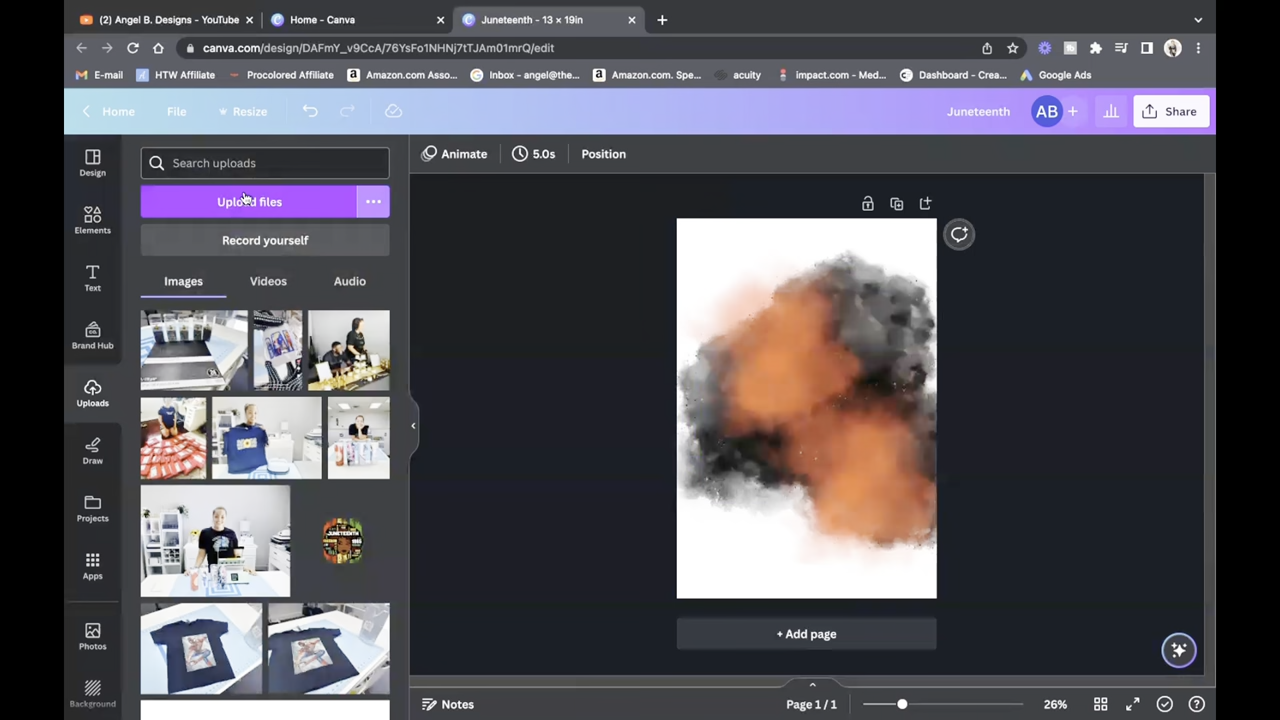 (2) Angel B. Designs - YouTube
Home - Canva
Juneteenth - 13 × 19in
canva.com/design/DAFmY_v9CcA/76YsFo1NHNj7tTJAm01mrQ/edit
E-mail
HTW Affiliate
Procolored Affiliate
Amazon.com Asso...
Inbox - angel@the...
Amazon.com. Spe...
acuity
impact.com - Med...
Dashboard - Crea...
Google Ads
Home
File
Resize
Juneteenth
AB
+
Share
Design
Elements
Text
Brand Hub
Uploads
Draw
Projects
Apps
Photos
Background
Search uploads
Upload files
Record yourself
Images
Videos
Audio
JUNETEENTH
Animate
5.0s
Position
+ Add page
Notes
Page 1 / 1
26%